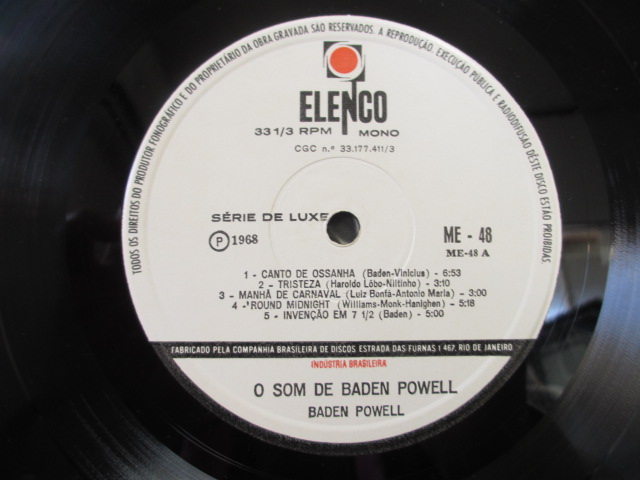 TODOS OS DIREITOS DO PRODUTOR FONOGRÁFICO E DO PROPRIETÁRIO DA OBRA GRAVADA SÃO RESERVADOS. A REPRODUÇÃO, EXECUÇÃO PÚBLICA E RADIODIFUSÃO DÊSTE DISCO ESTÃO PROIBIDAS.
ELENCO
33 1/3 RPM MONO
CGC n.º 33.177.411/3
SÉRIE DE LUXE
ME - 48
Ⓟ 1968
ME-48 A
1 - CANTO DE OSSANHA (Baden-Vinicius) - 6:53
2 - TRISTEZA (Haroldo Lôbo-Niltinho) - 3:10
3 - MANHÃ DE CARNAVAL (Luiz Bonfá-Antonio Maria) - 3:00
4 - 'ROUND MIDNIGHT (Williams-Monk-Hanighen) - 5:18
5 - INVENÇÃO EM 7 1/2 (Baden) - 5:00
FABRICADO PELA COMPANHIA BRASILEIRA DE DISCOS ESTRADA DAS FURNAS 1 467, RIO DE JANEIRO
INDÚSTRIA BRASILEIRA
O SOM DE BADEN POWELL
BADEN POWELL